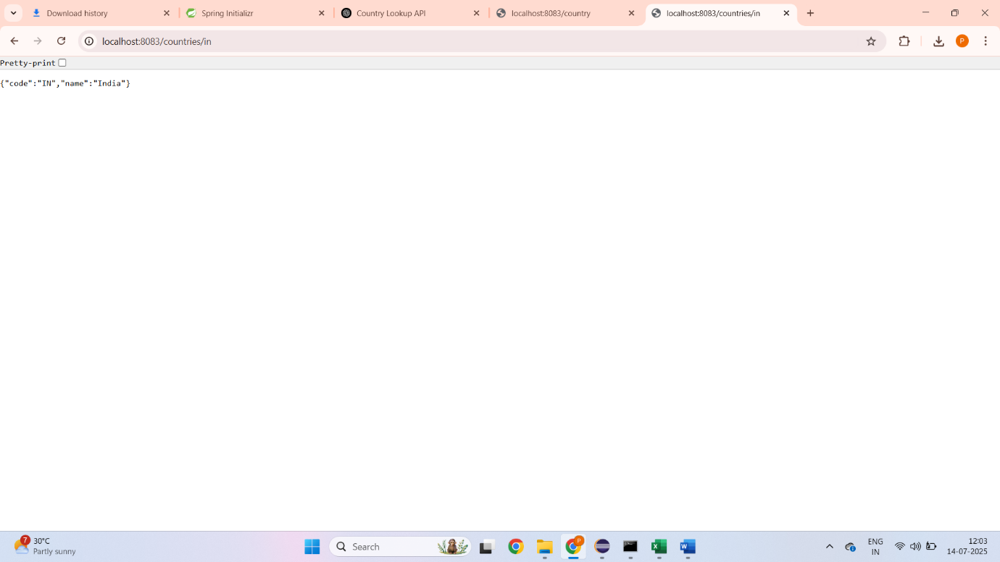 Download history
Spring Initializr
Country Lookup API
localhost:8083/country
localhost:8083/countries/in
localhost:8083/countries/in
P
Pretty-print
{"code":"IN","name":"India"}
7
30°C
Partly sunny
Search
P
ENG
IN
12:03
14-07-2025